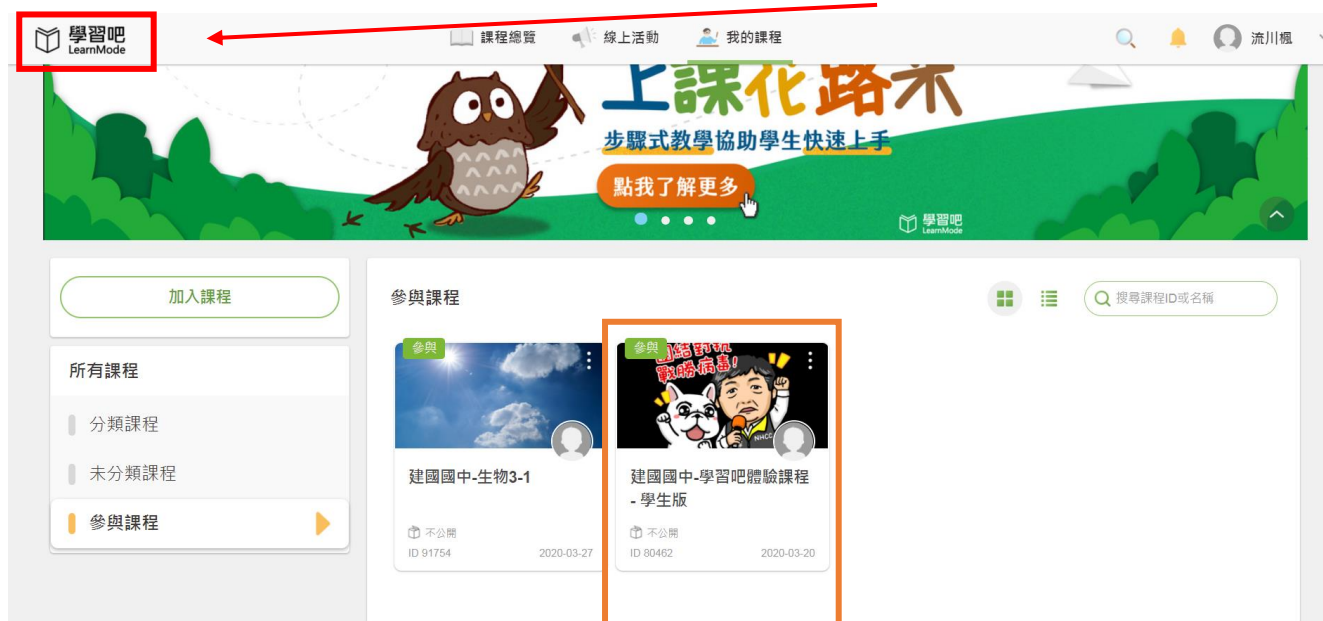 學習吧
LearnMode
課程總覽
線上活動
我的課程
流川楓
上課花路米
步驟式教學協助學生快速上手
點我了解更多
學習吧
LearnMode
加入課程
所有課程
分類課程
未分類課程
參與課程
參與課程
搜尋課程ID或名稱
參與
建國國中-生物3-1
不公開
ID 91754
2020-03-27
參與
團結對抗
戰勝病毒!
NHCC
建國國中-學習吧體驗課程
- 學生版
不公開
ID 80462
2020-03-20